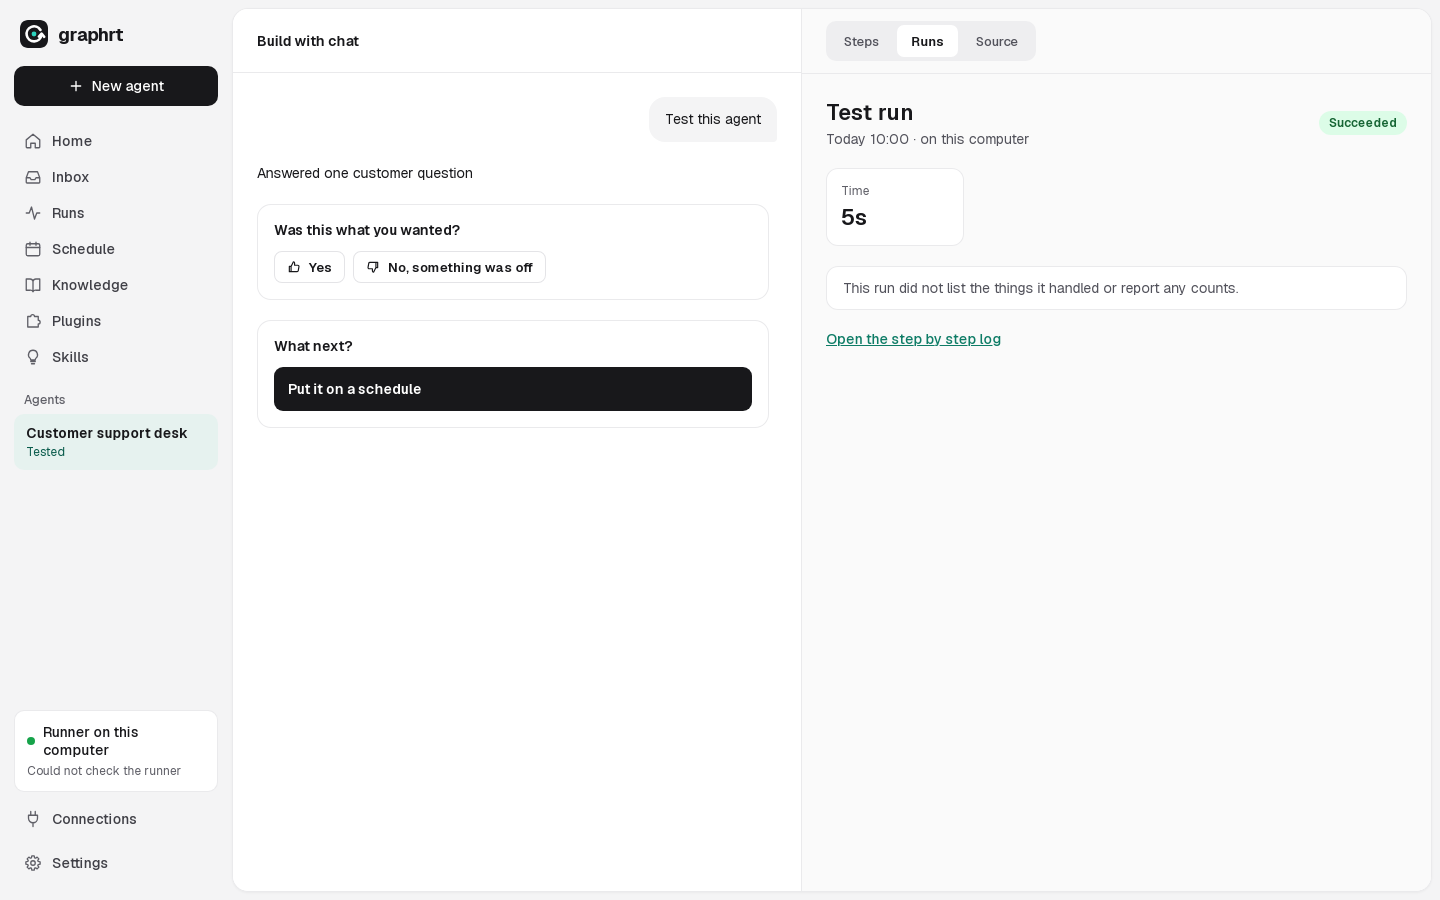 graphrt
New agent
Home
Inbox
Runs
Schedule
Knowledge
Plugins
Skills
Agents
Customer support desk
Tested
Runner on this
computer
Could not check the runner
Connections
Settings
Build with chat
Test this agent
Answered one customer question
Was this what you wanted?
Yes
No, something was off
What next?
Put it on a schedule
Steps
Runs
Source
Test run
Today 10:00 · on this computer
Succeeded
Time
5s
This run did not list the things it handled or report any counts.
Open the step by step log